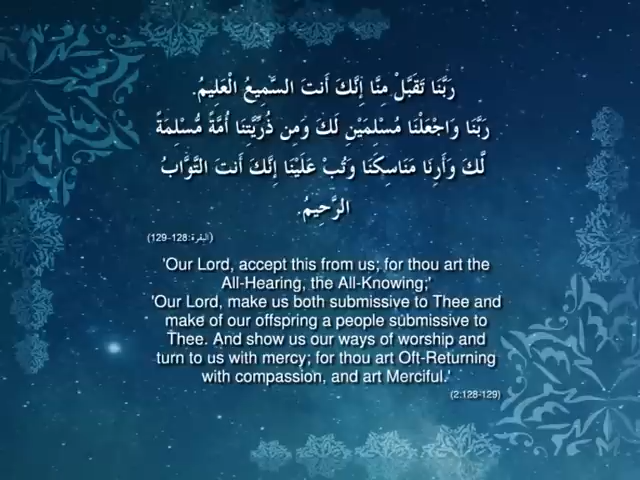 رَبَّنَا تَقَبَّلْ مِنَّا إِنَّكَ أَنتَ السَّمِيعُ الْعَلِيمُ.
رَبَّنَا وَاجْعَلْنَا مُسْلِمَيْنِ لَكَ وَمِن ذُرِّيَّتِنَا أُمَّةً مُّسْلِمَةً
لَّكَ وَأَرِنَا مَنَاسِكَنَا وَتُبْ عَلَيْنَا إِنَّكَ أَنتَ التَّوَّابُ
الرَّحِيمُ.
(البقرة:128-129)
'Our Lord, accept this from us; for thou art the
All-Hearing, the All-Knowing;'
'Our Lord, make us both submissive to Thee and
make of our offspring a people submissive to
Thee. And show us our ways of worship and
turn to us with mercy; for thou art Oft-Returning
with compassion, and art Merciful.'
(2:128-129)